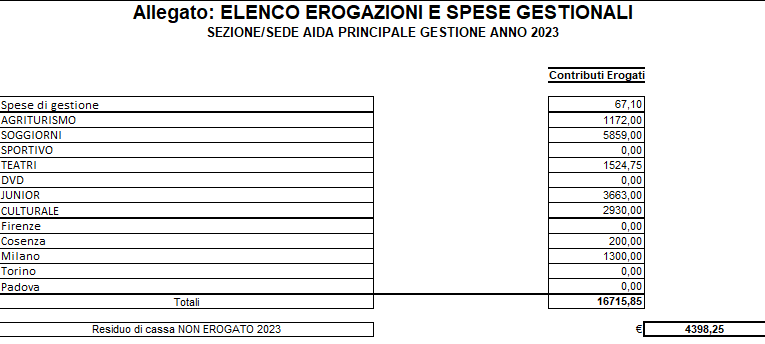 Allegato: ELENCO EROGAZIONI E SPESE GESTIONALI
SEZIONE/SEDE AIDA PRINCIPALE GESTIONE ANNO 2023
Contributi Erogati
Spese di gestione 67,10
AGRITURISMO 1172,00
SOGGIORNI 5859,00
SPORTIVO 0,00
TEATRI 1524,75
DVD 0,00
JUNIOR 3663,00
CULTURALE 2930,00
Firenze 0,00
Cosenza 200,00
Milano 1300,00
Torino 0,00
Padova 0,00
Totali 16715,85
Residuo di cassa NON EROGATO 2023 € 4398,25